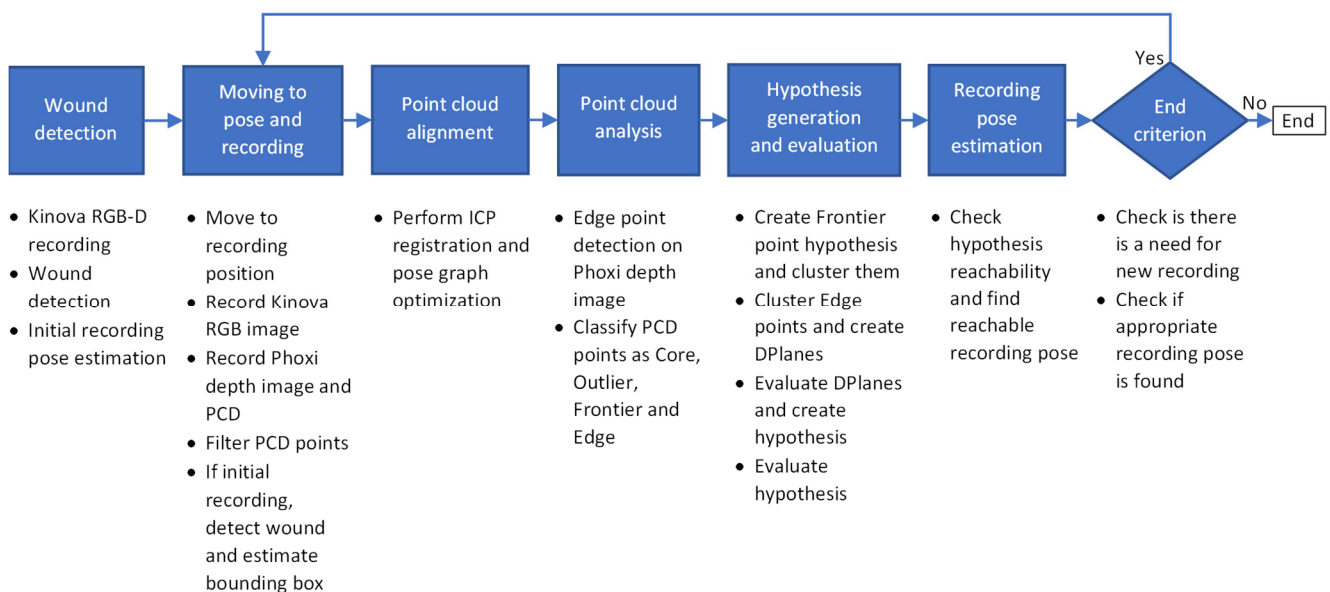 Yes
Wound
detection
Moving to
pose and
recording
Point cloud
alignment
Point cloud
analysis
Hypothesis
generation
and evaluation
Recording
pose
estimation
End
criterion
No
End
• Kinova RGB-D
recording
• Wound
detection
• Initial recording
pose estimation
• Move to
recording
position
• Record Kinova
RGB image
• Record Phoxi
depth image and
PCD
• Filter PCD points
• If initial
recording,
detect wound
and estimate
bounding box
• Perform ICP
registration and
pose graph
optimization
• Edge point
detection on
Phoxi depth
image
• Classify PCD
points as Core,
Outlier,
Frontier and
Edge
• Create Frontier
point hypothesis
and cluster them
• Cluster Edge
points and create
DPlanes
• Evaluate DPlanes
and create
hypothesis
• Evaluate
hypothesis
• Check
hypothesis
reachability
and find
reachable
recording pose
• Check is there
is a need for
new recording
• Check if
appropriate
recording pose
is found